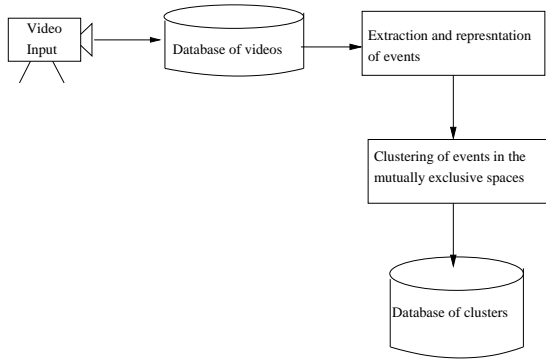 Video
Input
Database of videos
Extraction and represntation
of events
Clustering of events in the
mutually exclusive spaces
Database of clusters